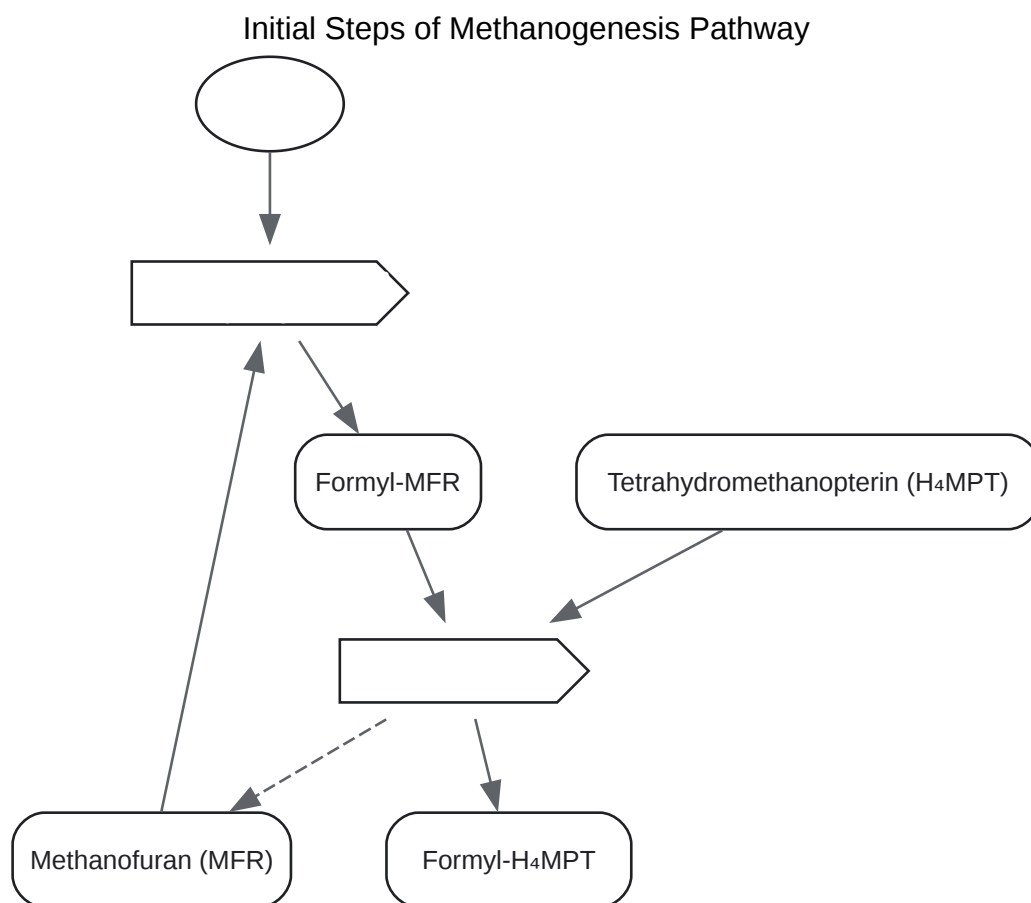 Initial Steps of Methanogenesis Pathway
Formyl-MFR
Tetrahydromethanopterin (H₄MPT)
Methanofuran (MFR)
Formyl-H₄MPT